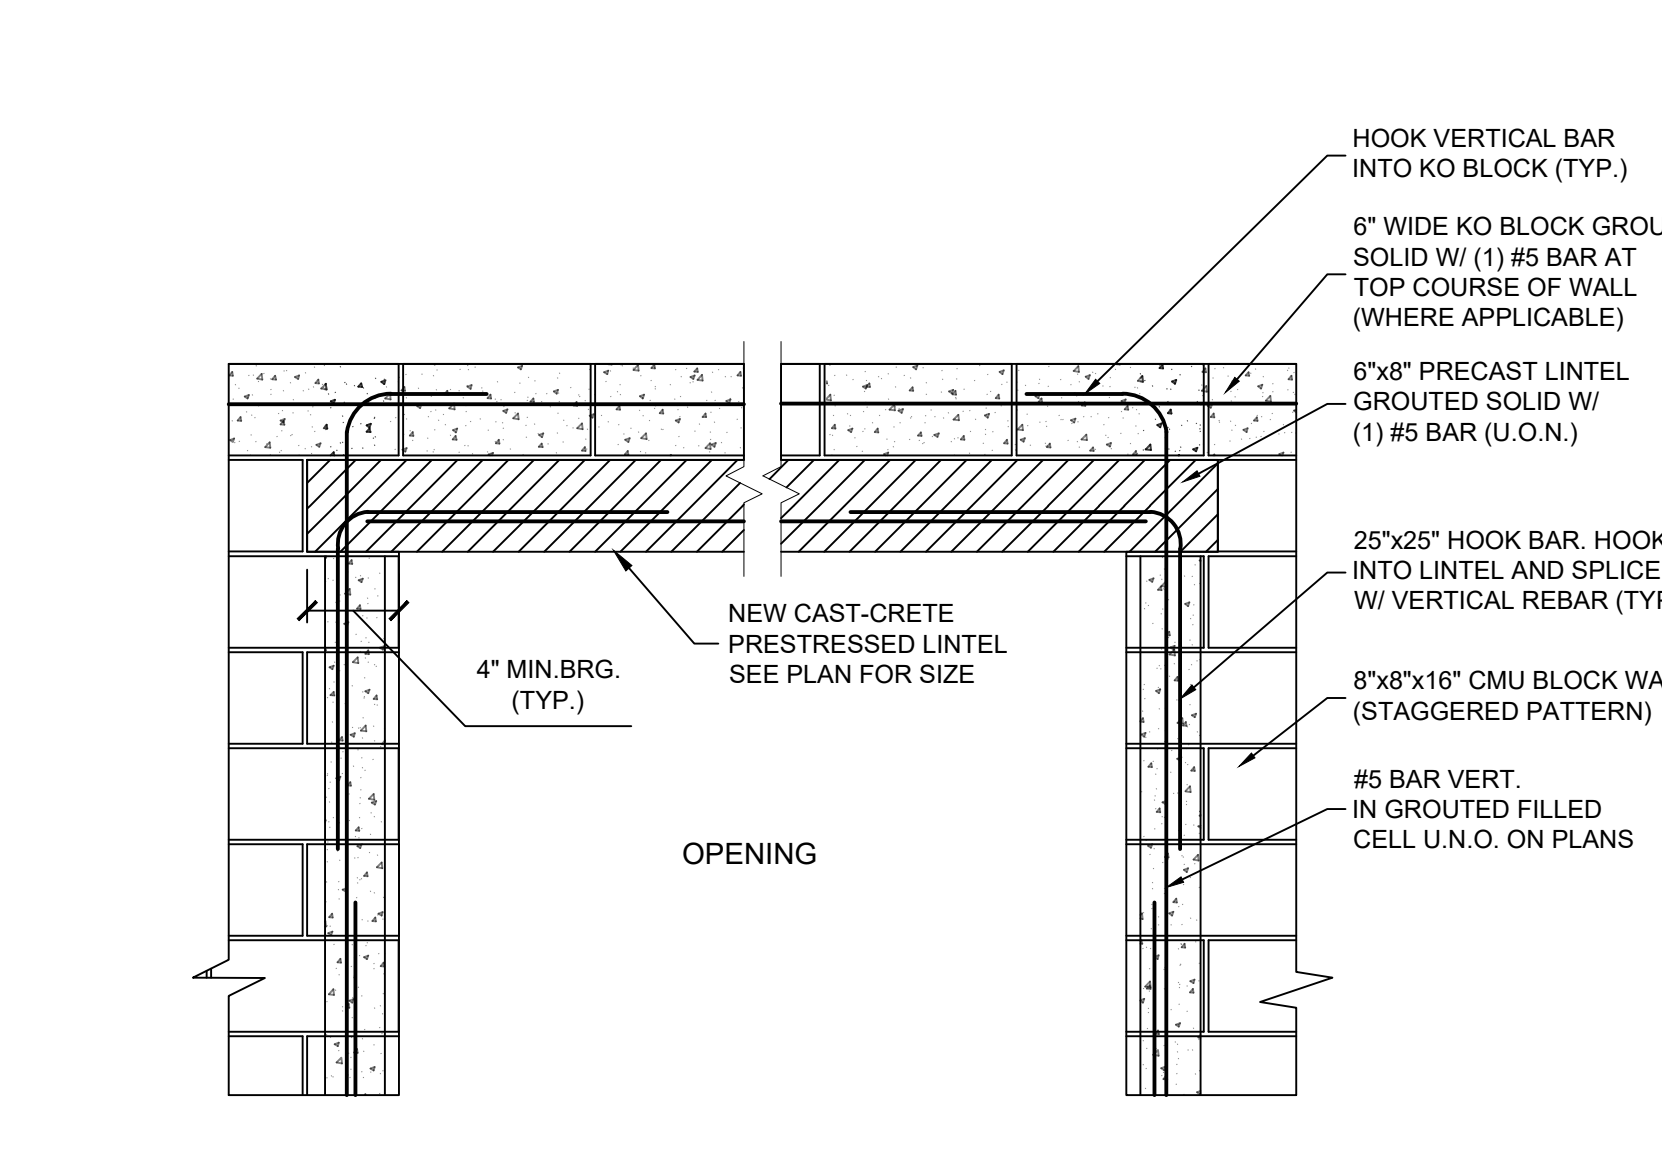 HOOK VERTICAL BAR
INTO KO BLOCK (TYP.)
6" WIDE KO BLOCK
SOLID W/ (1) #5 BAR AT
TOP COURSE OF WALL
(WHERE APPLICABLE)
6"x8" PRECAST LINTEL
GROUTED SOLID W/
(1) #5 BAR (U.O.N.)
25"x25" HOOK BAR. HOOK
INTO LINTEL AND SPLICE
W/ VERTICAL REBAR
8"x8"x16" CMU BLOCK
(STAGGERED PATTERN)
#5 BAR VERT.
IN GROUTED FILLED
CELL U.N.O. ON PLANS
NEW CAST-CRETE
PRESTRESSED LINTEL
SEE PLAN FOR SIZE
4" MIN.BRG.
(TYP.)
OPENING